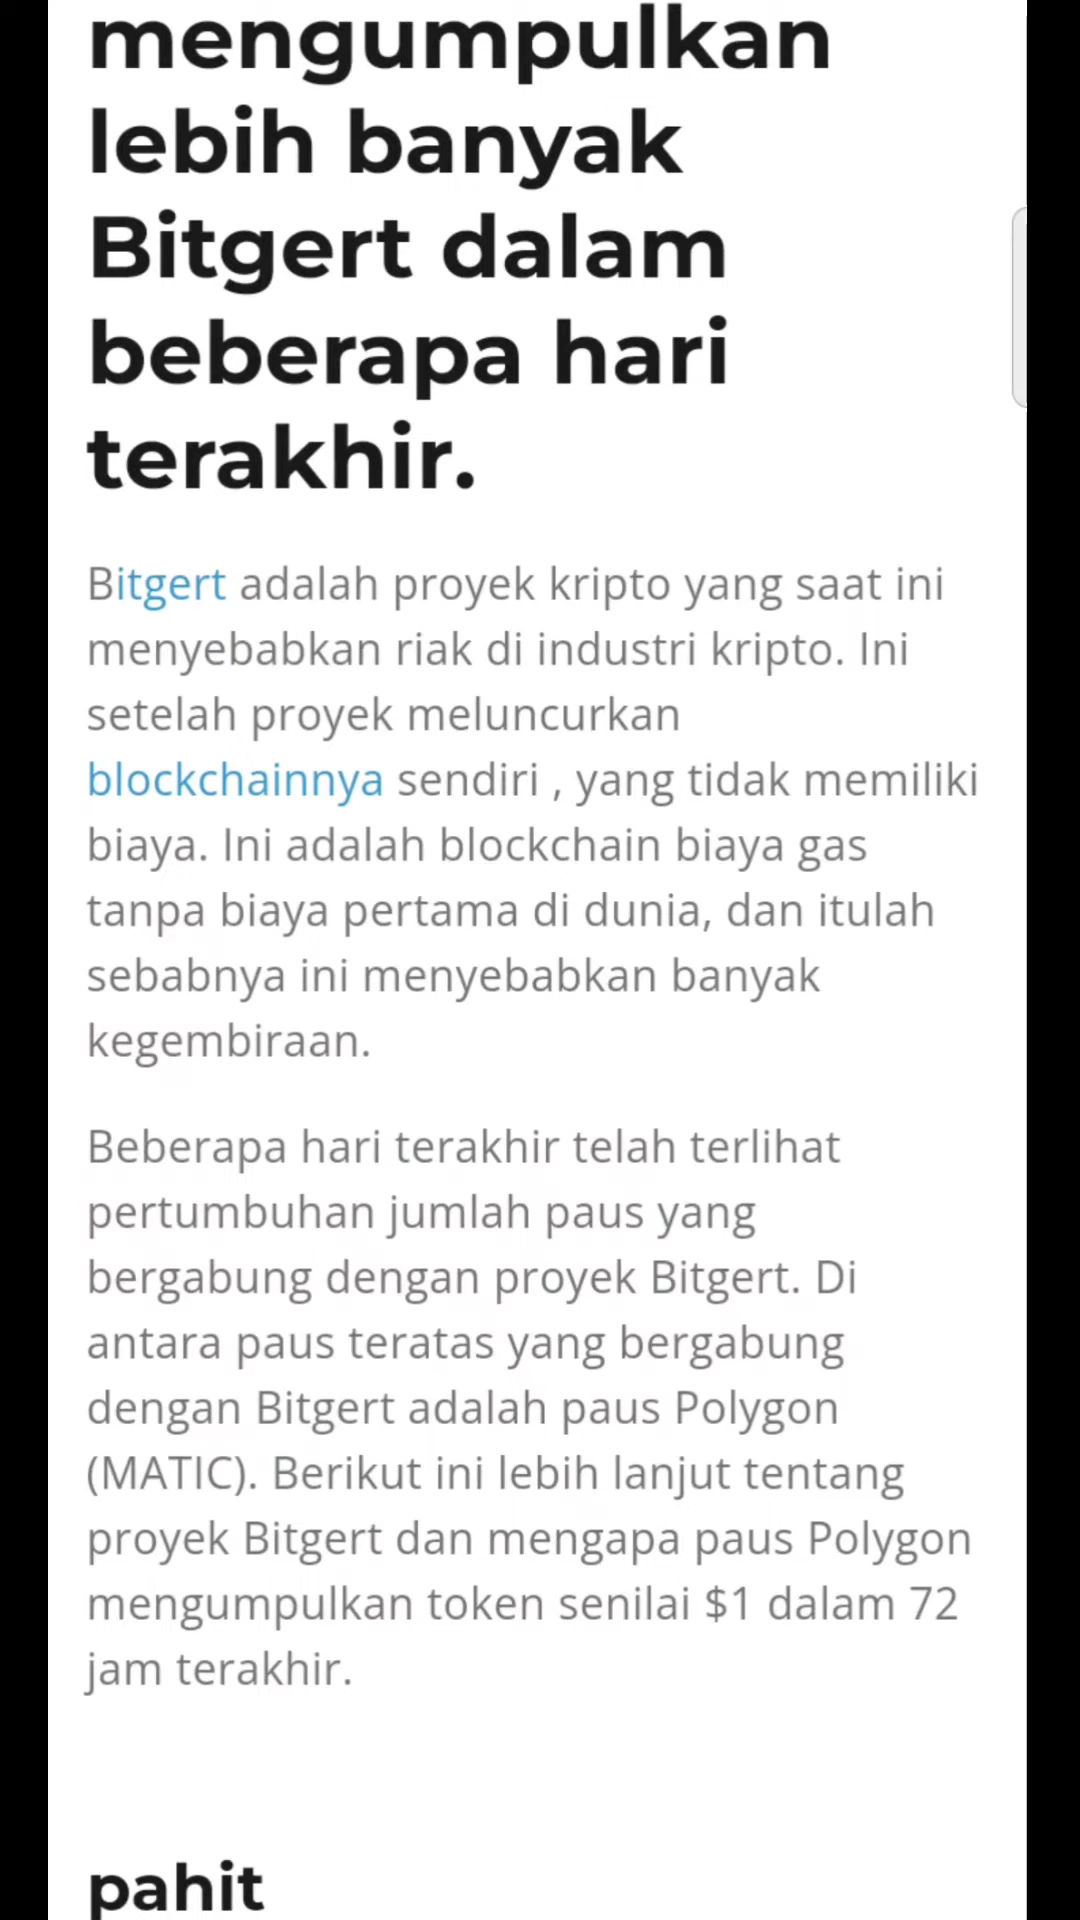 mengumpulkan
lebih banyak
Bitgert dalam
beberapa hari
terakhir.
Bitgert adalah proyek kripto yang saat ini
menyebabkan riak di industri kripto. Ini
setelah proyek meluncurkan
blockchainnya sendiri , yang tidak memiliki
biaya. Ini adalah blockchain biaya gas
tanpa biaya pertama di dunia, dan itulah
sebabnya ini menyebabkan banyak
kegembiraan.
Beberapa hari terakhir telah terlihat
pertumbuhan jumlah paus yang
bergabung dengan proyek Bitgert. Di
antara paus teratas yang bergabung
dengan Bitgert adalah paus Polygon
(MATIC). Berikut ini lebih lanjut tentang
proyek Bitgert dan mengapa paus Polygon
mengumpulkan token senilai $1 dalam 72
jam terakhir.
pahit